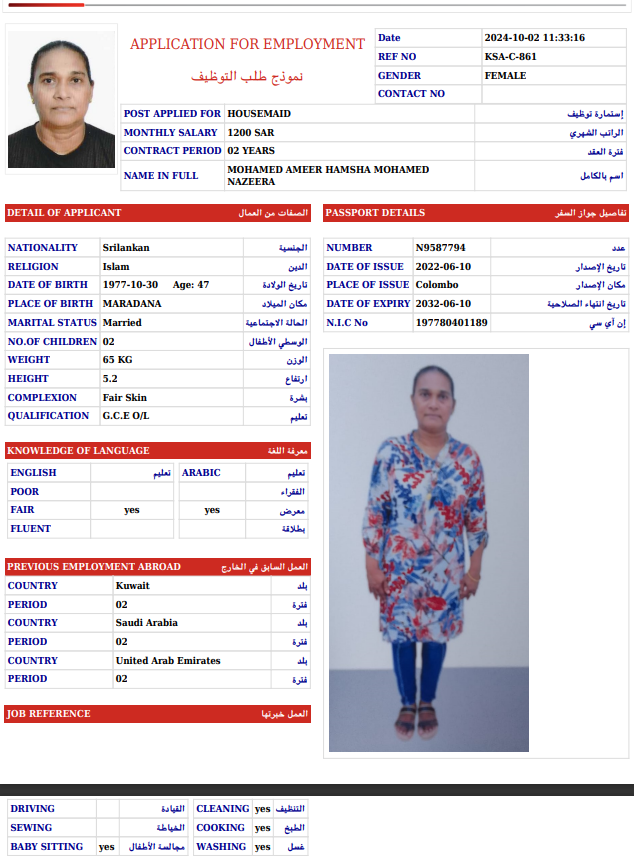 APPLICATION FOR EMPLOYMENT
نموذج طلب التوظيف
Date 2024-10-02 11:33:16
REF NO KSA-C-861
GENDER FEMALE
CONTACT NO
POST APPLIED FOR HOUSEMAID إستمارة توظيف
MONTHLY SALARY 1200 SAR الراتب الشهري
CONTRACT PERIOD 02 YEARS فترة العقد
NAME IN FULL MOHAMED AMEER HAMSHA MOHAMED NAZEERA اسم بالكامل
DETAIL OF APPLICANT الصفات من العمال
NATIONALITY Srilankan الجنسية
RELIGION Islam الدين
DATE OF BIRTH 1977-10-30 Age: 47 تاريخ الولادة
PLACE OF BIRTH MARADANA مكان الميلاد
MARITAL STATUS Married الحالة الاجتماعية
NO.OF CHILDREN 02 الوسطي الأطفال
WEIGHT 65 KG الوزن
HEIGHT 5.2 ارتفاع
COMPLEXION Fair Skin بشرة
QUALIFICATION G.C.E O/L تعليم
PASSPORT DETAILS تفاصيل جواز السفر
NUMBER N9587794 عدد
DATE OF ISSUE 2022-06-10 تاريخ الإصدار
PLACE OF ISSUE Colombo مكان الإصدار
DATE OF EXPIRY 2032-06-10 تاريخ انتهاء الصلاحية
N.I.C No 197780401189 إن آي سي
KNOWLEDGE OF LANGUAGE معرفة اللغة
ENGLISH تعليم ARABIC تعليم
POOR الفقراء
FAIR yes yes معرض
FLUENT بطلاقة
PREVIOUS EMPLOYMENT ABROAD العمل السابق في الخارج
COUNTRY Kuwait بلد
PERIOD 02 فترة
COUNTRY Saudi Arabia بلد
PERIOD 02 فترة
COUNTRY United Arab Emirates بلد
PERIOD 02 فترة
JOB REFERENCE العمل خبرتها
DRIVING القيادة CLEANING yes التنظيف
SEWING الخياطة COOKING yes الطبخ
BABY SITTING yes مجالسة الأطفال WASHING yes غسل